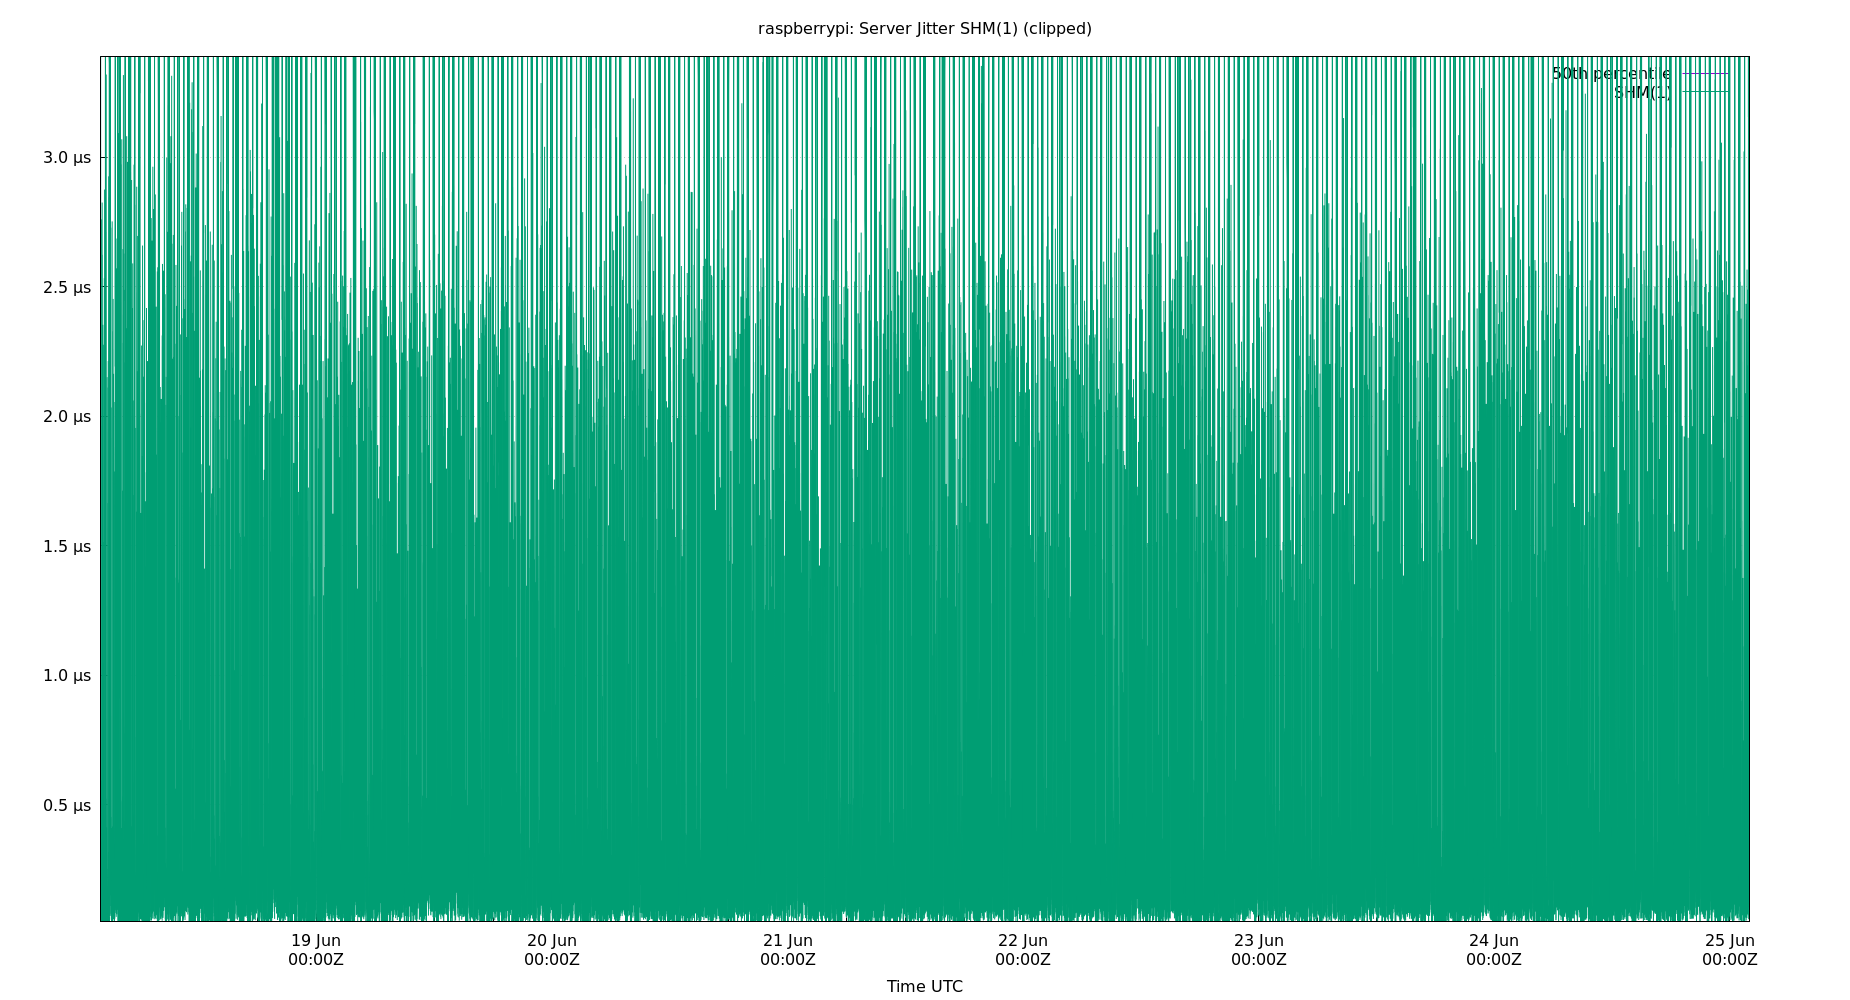 raspberrypi: Server Jitter SHM(1) (clipped)
50th percentile
SHM(1)
3.0 µs
2.5 µs
2.0 µs
1.5 µs
1.0 µs
0.5 µs
19 Jun 20 Jun 21 Jun 22 Jun 23 Jun 24 Jun 25 Jun
00:00Z 00:00Z 00:00Z 00:00Z 00:00Z 00:00Z 00:00Z
Time UTC